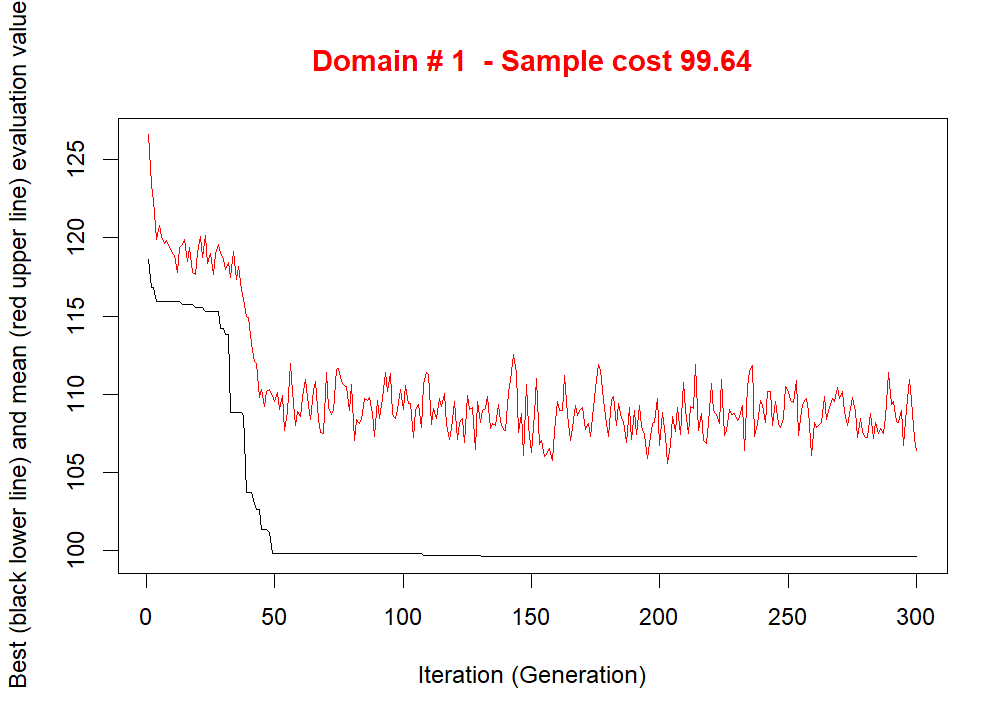 Domain # 1  - Sample cost 99.64
Best (black lower line) and mean (red upper line) evaluation value
125
120
115
110
105
100
0 50 100 150 200 250 300
Iteration (Generation)